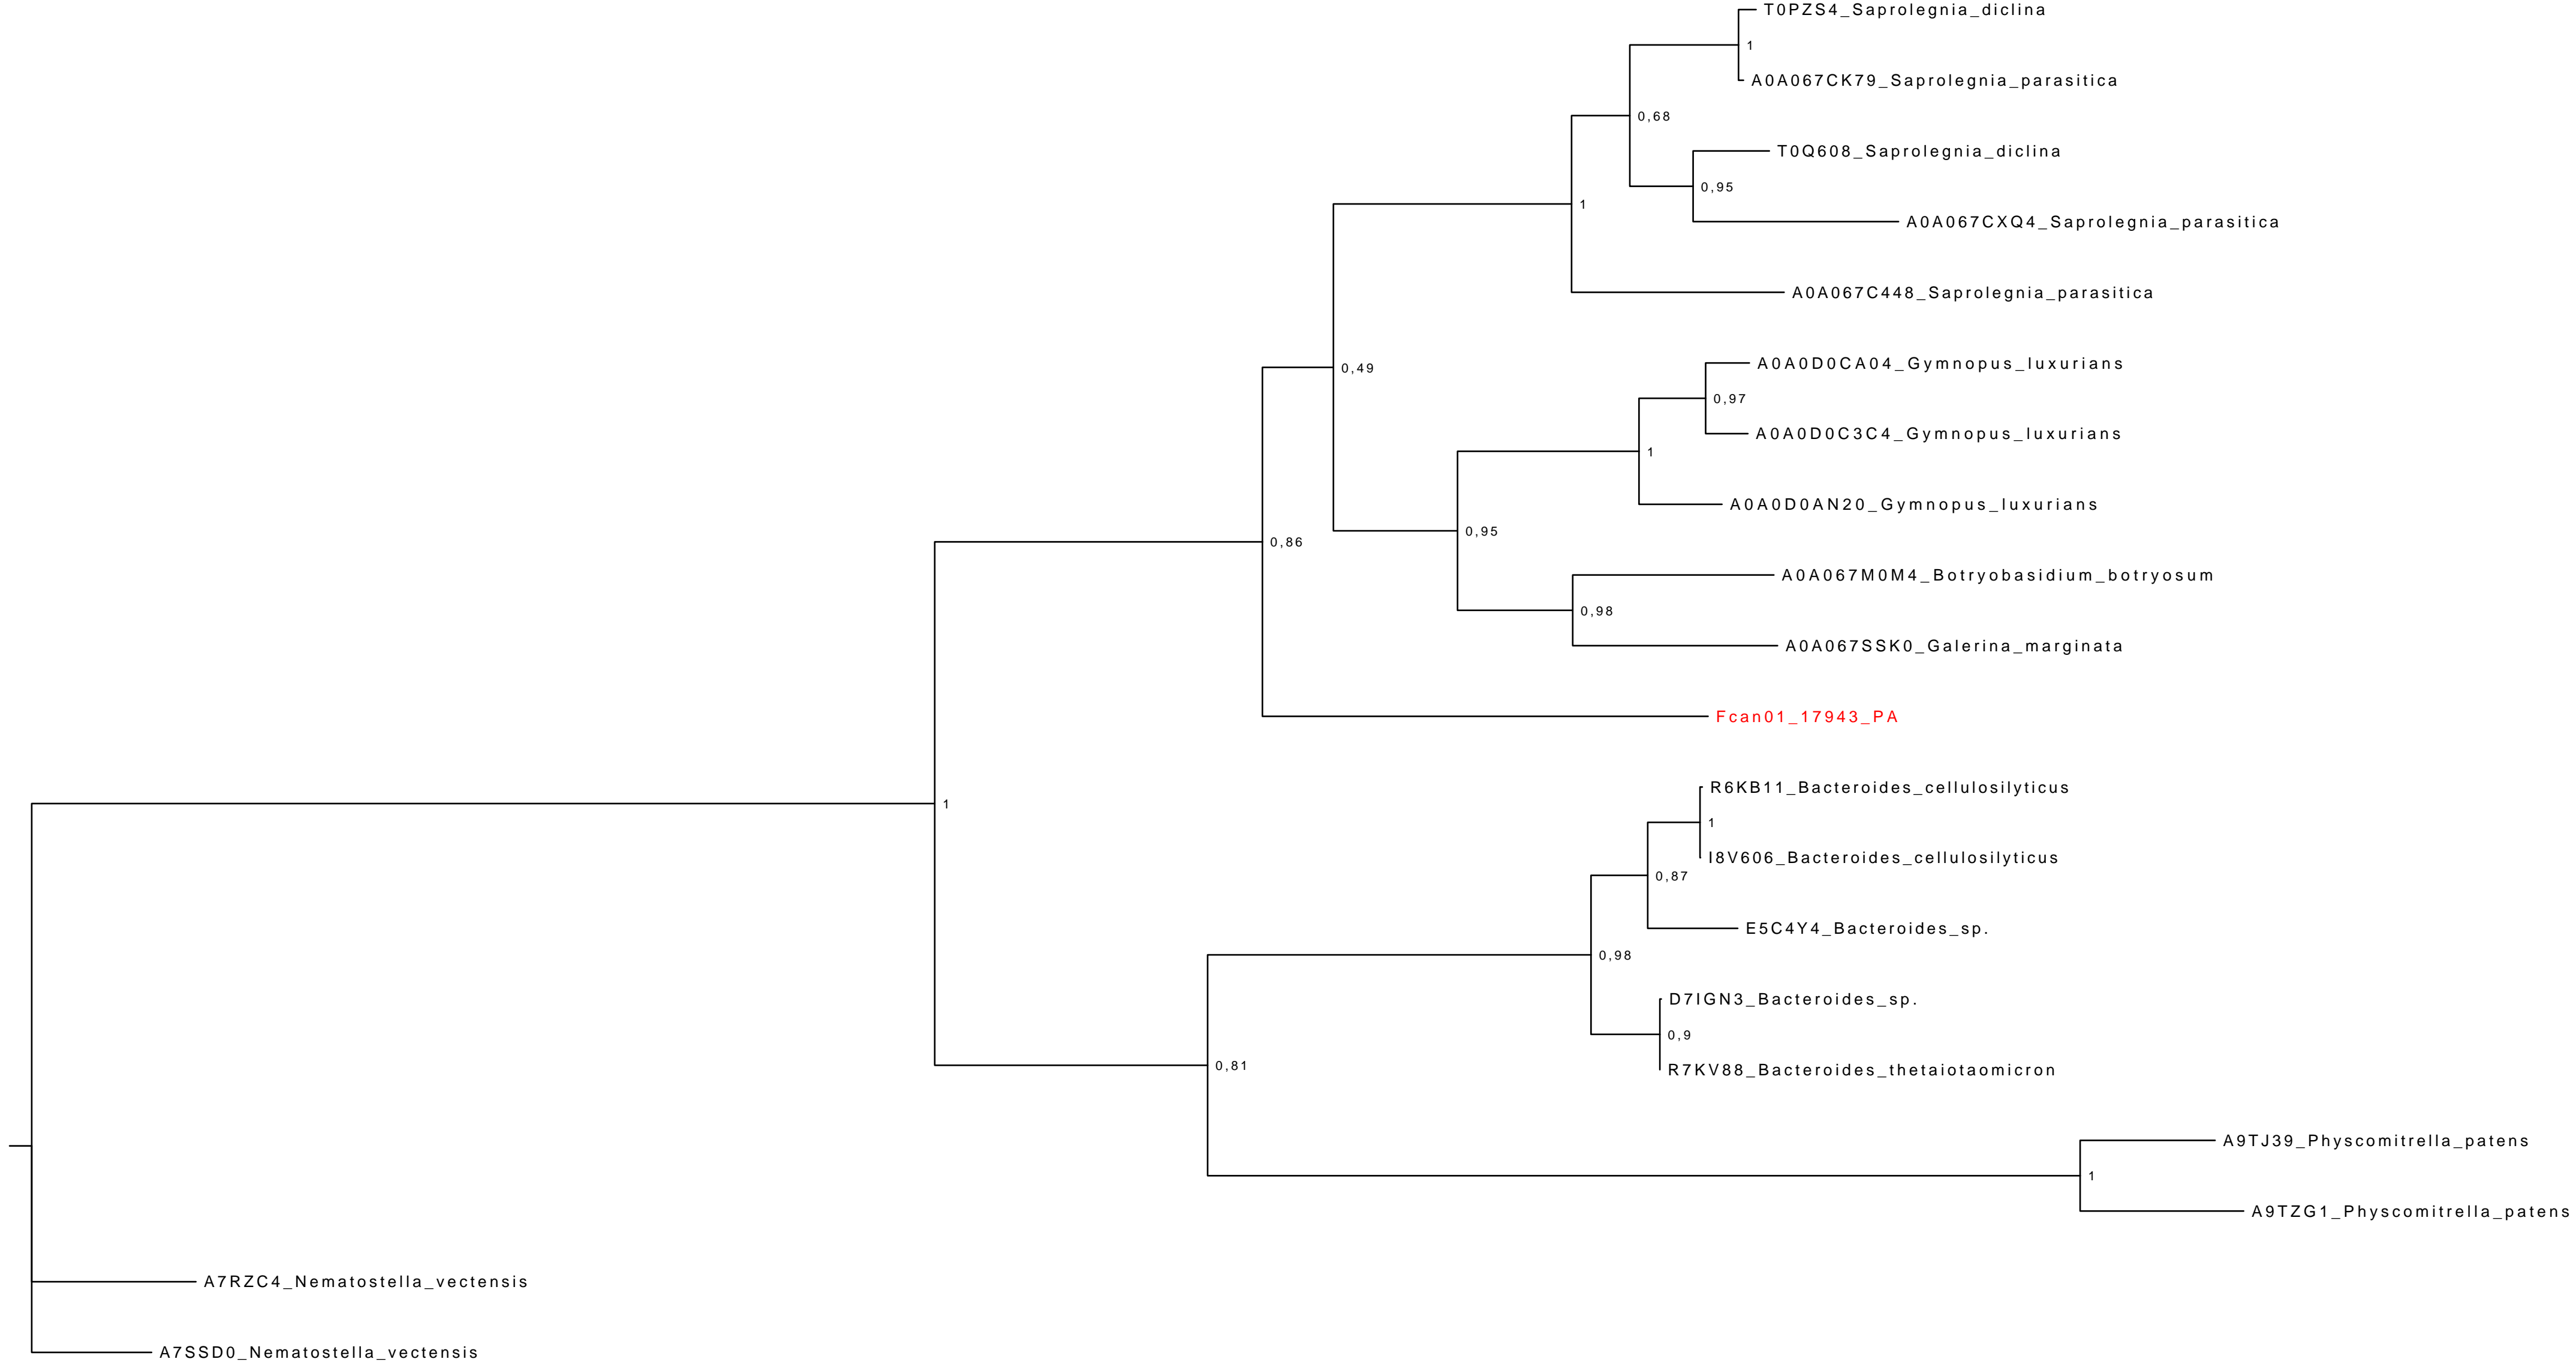 T0PZS4_Saprolegnia_diclina
1
A0A067CK79_Saprolegnia_parasitica
0,68
T0Q608_Saprolegnia_diclina
0,95
1
A0A067CXQ4_Saprolegnia_parasitica
A0A067C448_Saprolegnia_parasitica
A0A0D0CA04_Gymnopus_luxurians
0,49
0,97
A0A0D0C3C4_Gymnopus_luxurians
1
A0A0D0AN20_Gymnopus_luxurians
0,95
0,86
A0A067M0M4_Botryobasidium_botryosum
0,98
A0A067SSK0_Galerina_marginata
Fcan01_17943_PA
R6KB11_Bacteroides_cellulosilyticus
1
1
I8V606_Bacteroides_cellulosilyticus
0,87
E5C4Y4_Bacteroides_sp.
0,98
D7IGN3_Bacteroides_sp.
0,9
0,81
R7KV88_Bacteroides_thetaiotaomicron
A9TJ39_Physcomitrella_patens
1
A9TZG1_Physcomitrella_patens
A7RZC4_Nematostella_vectensis
A7SSD0_Nematostella_vectensis